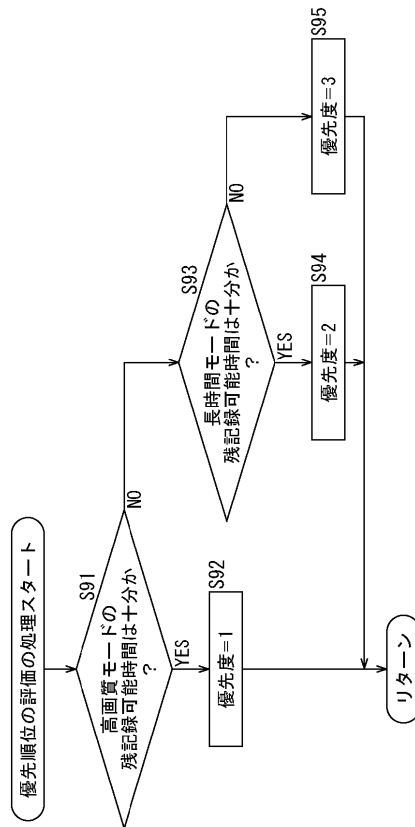 優先順位の評価の処理スタート
S91
高画質モードの
残記録可能時間は十分か
?
NO
YES
S92
優先度=1
S93
長時間モードの
残記録可能時間は十分か
?
NO
YES
S94
優先度=2
S95
優先度=3
リターン